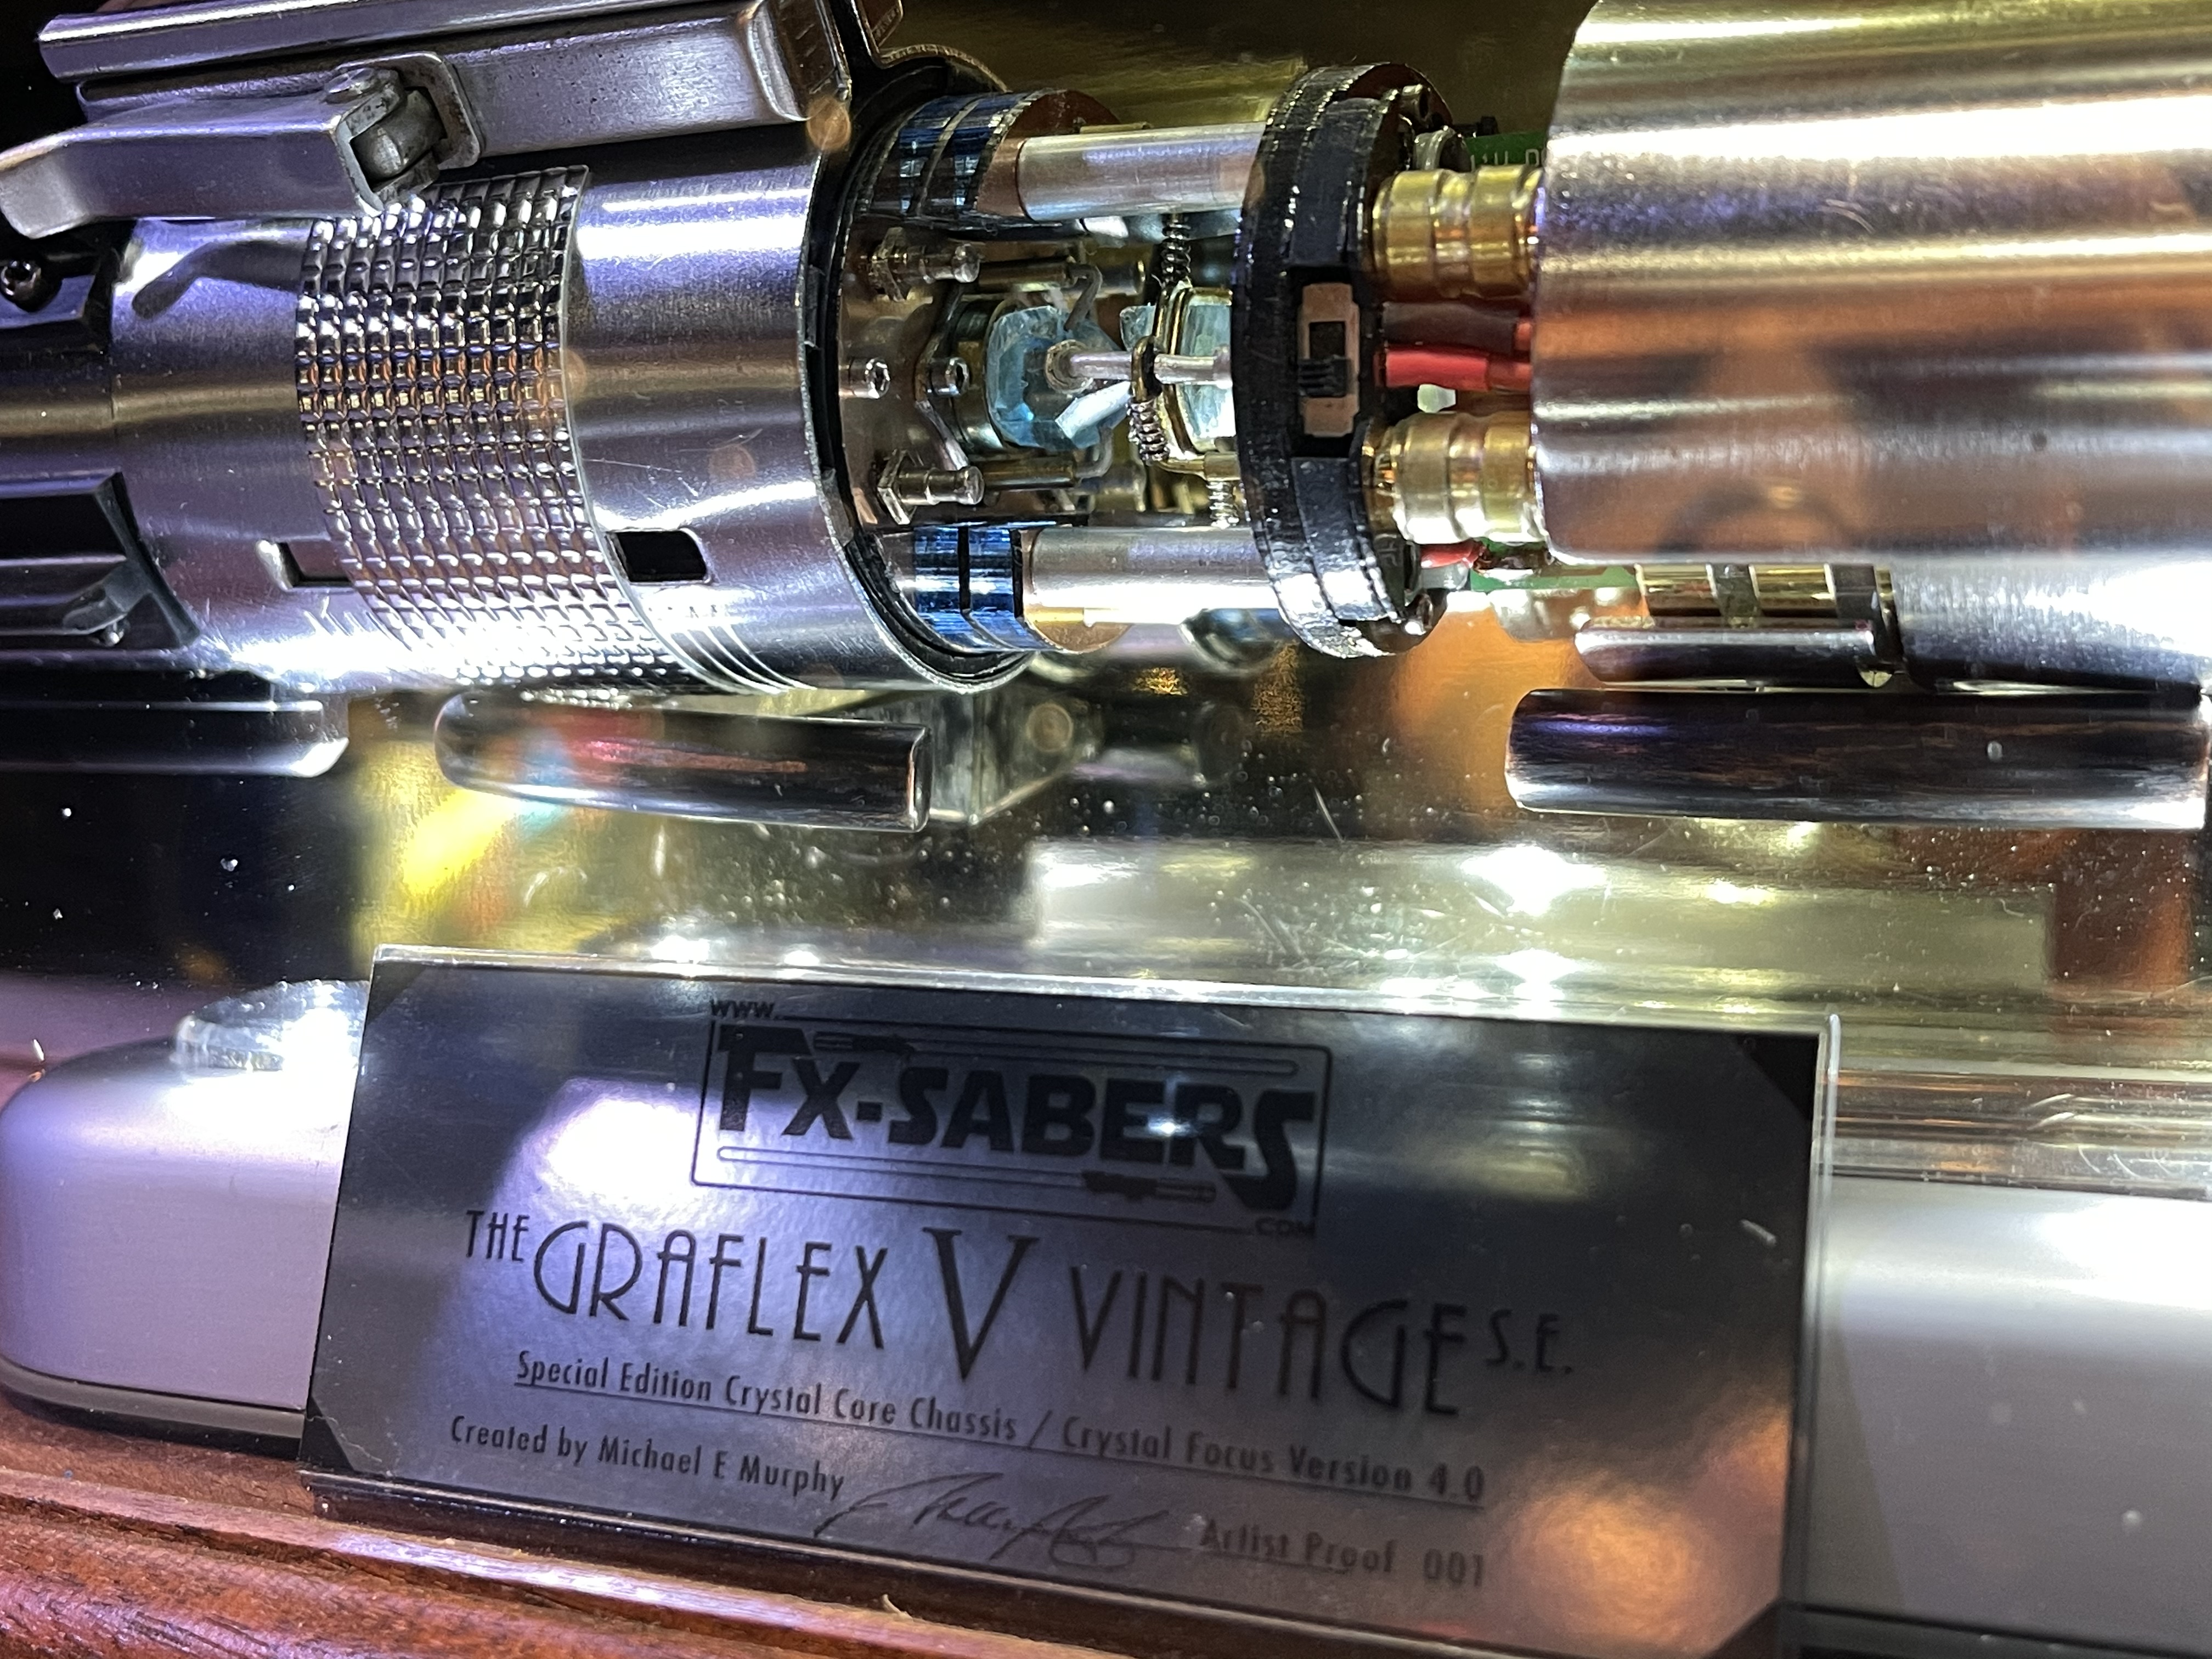 WWW.
FX-SABERS
.COM
THE GRAFLEX V VINTAGE S.E.
Special Edition Crystal Core Chassis / Crystal Focus Version 4.0
Created by Michael E Murphy
Artist Proof 001